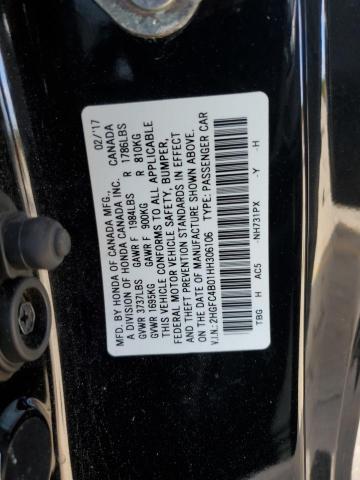 MFD. BY HONDA OF CANADA MFG., CANADA 02/'17
A DIVISION OF HONDA CANADA INC.
GVWR 3737LBS GAWR F 1984LBS R 1786LBS
GVWR 1695KG GAWR F 900KG R 810KG
THIS VEHICLE CONFORMS TO ALL APPLICABLE
FEDERAL MOTOR VEHICLE SAFETY, BUMPER,
AND THEFT PREVENTION STANDARDS IN EFFECT
ON THE DATE OF MANUFACTURE SHOWN ABOVE.
V.I.N.:2HGFC4B01HH306106 TYPE:PASSENGER CAR
TBG H AC5 -NH731PX -Y -H